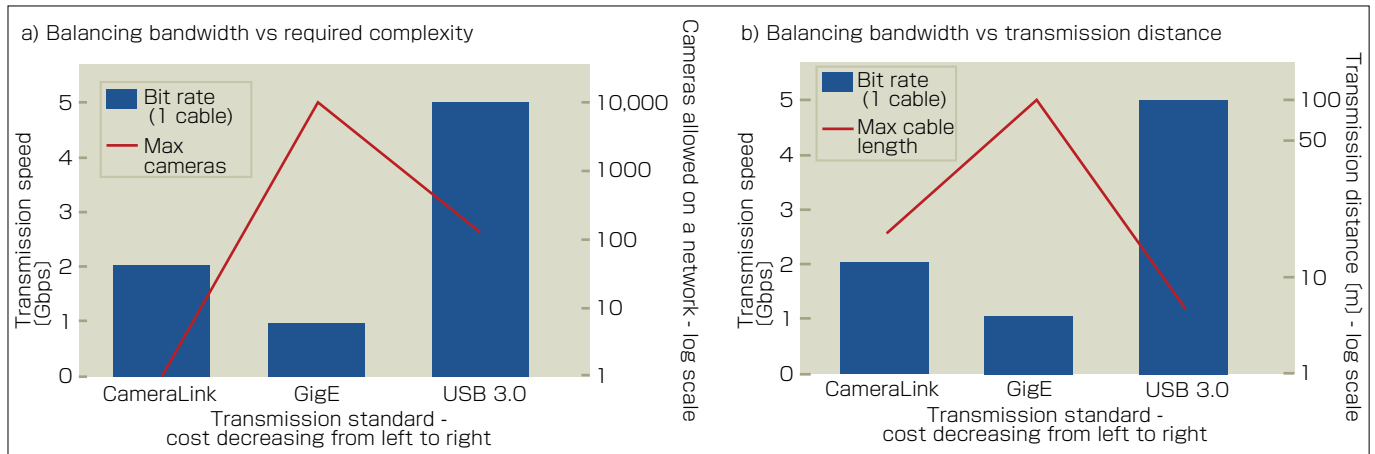 a) Balancing bandwidth vs required complexity
Bit rate
(1 cable)
Max
cameras
Transmission speed
(Gbps)
5
4
3
2
1
0
10,000
1000
100
10
1
Cameras allowed on a network - log scale
CameraLink
GigE
USB 3.0
Transmission standard -
cost decreasing from left to right
b) Balancing bandwidth vs transmission distance
Bit rate
(1 cable)
Max cable
length
Transmission speed
(Gbps)
5
4
3
2
1
0
100
50
10
1
Transmission distance (m) - log scale
CameraLink
GigE
USB 3.0
Transmission standard -
cost decreasing from left to right